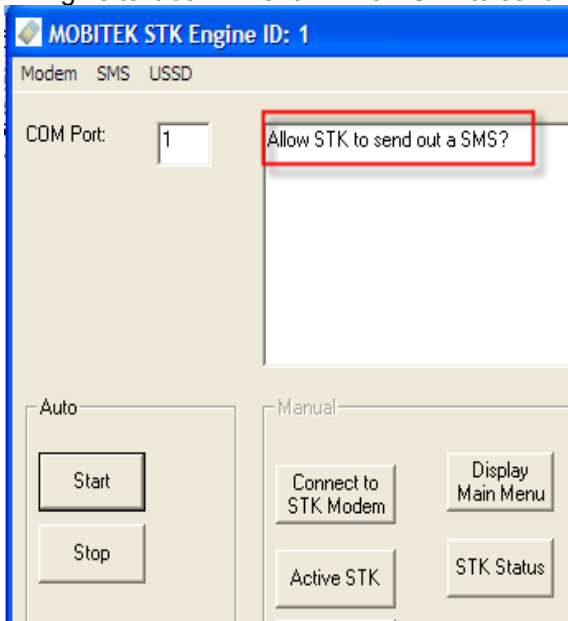 MOBITEK STK Engine ID: 1
Modem SMS USSD
COM Port: 1
Allow STK to send out a SMS?
Auto
Manual
Start
Connect to
STK Modem
Display
Main Menu
Stop
Active STK
STK Status